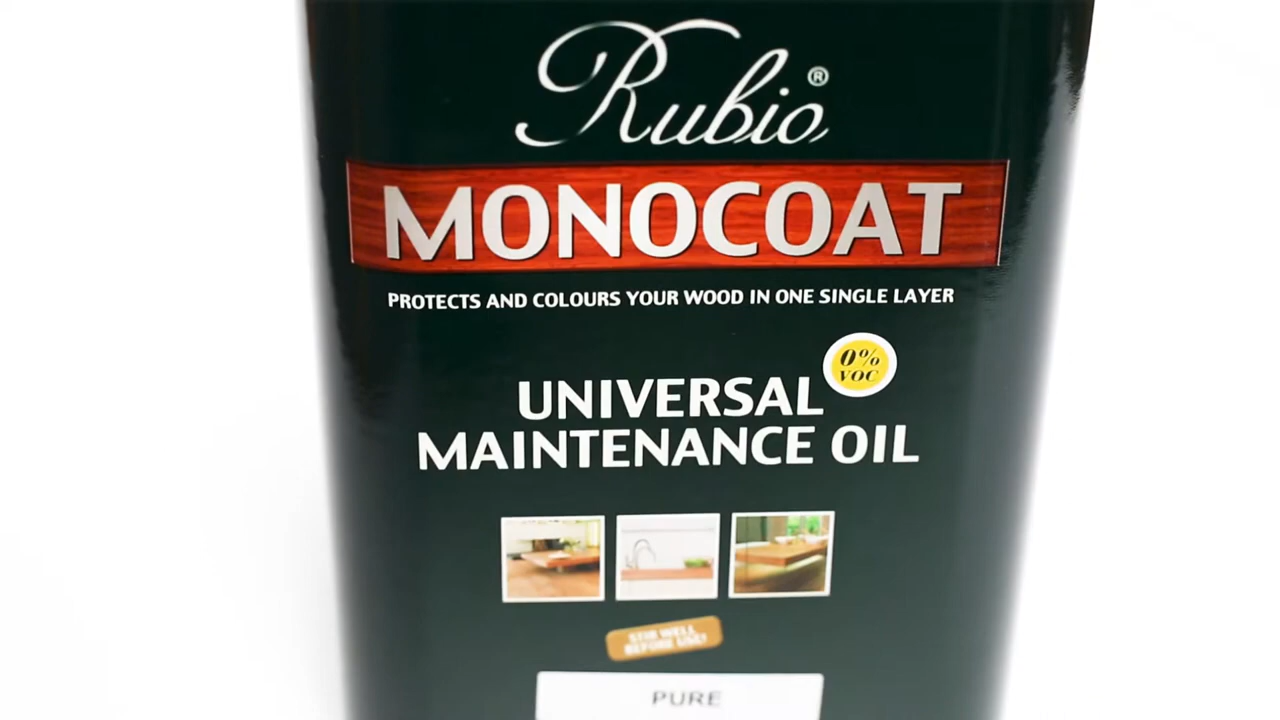 Rubio®
MONOCOAT
PROTECTS AND COLOURS YOUR WOOD IN ONE SINGLE LAYER
0%
VOC
UNIVERSAL
MAINTENANCE OIL
STIR WELL
BEFORE USE!
PURE